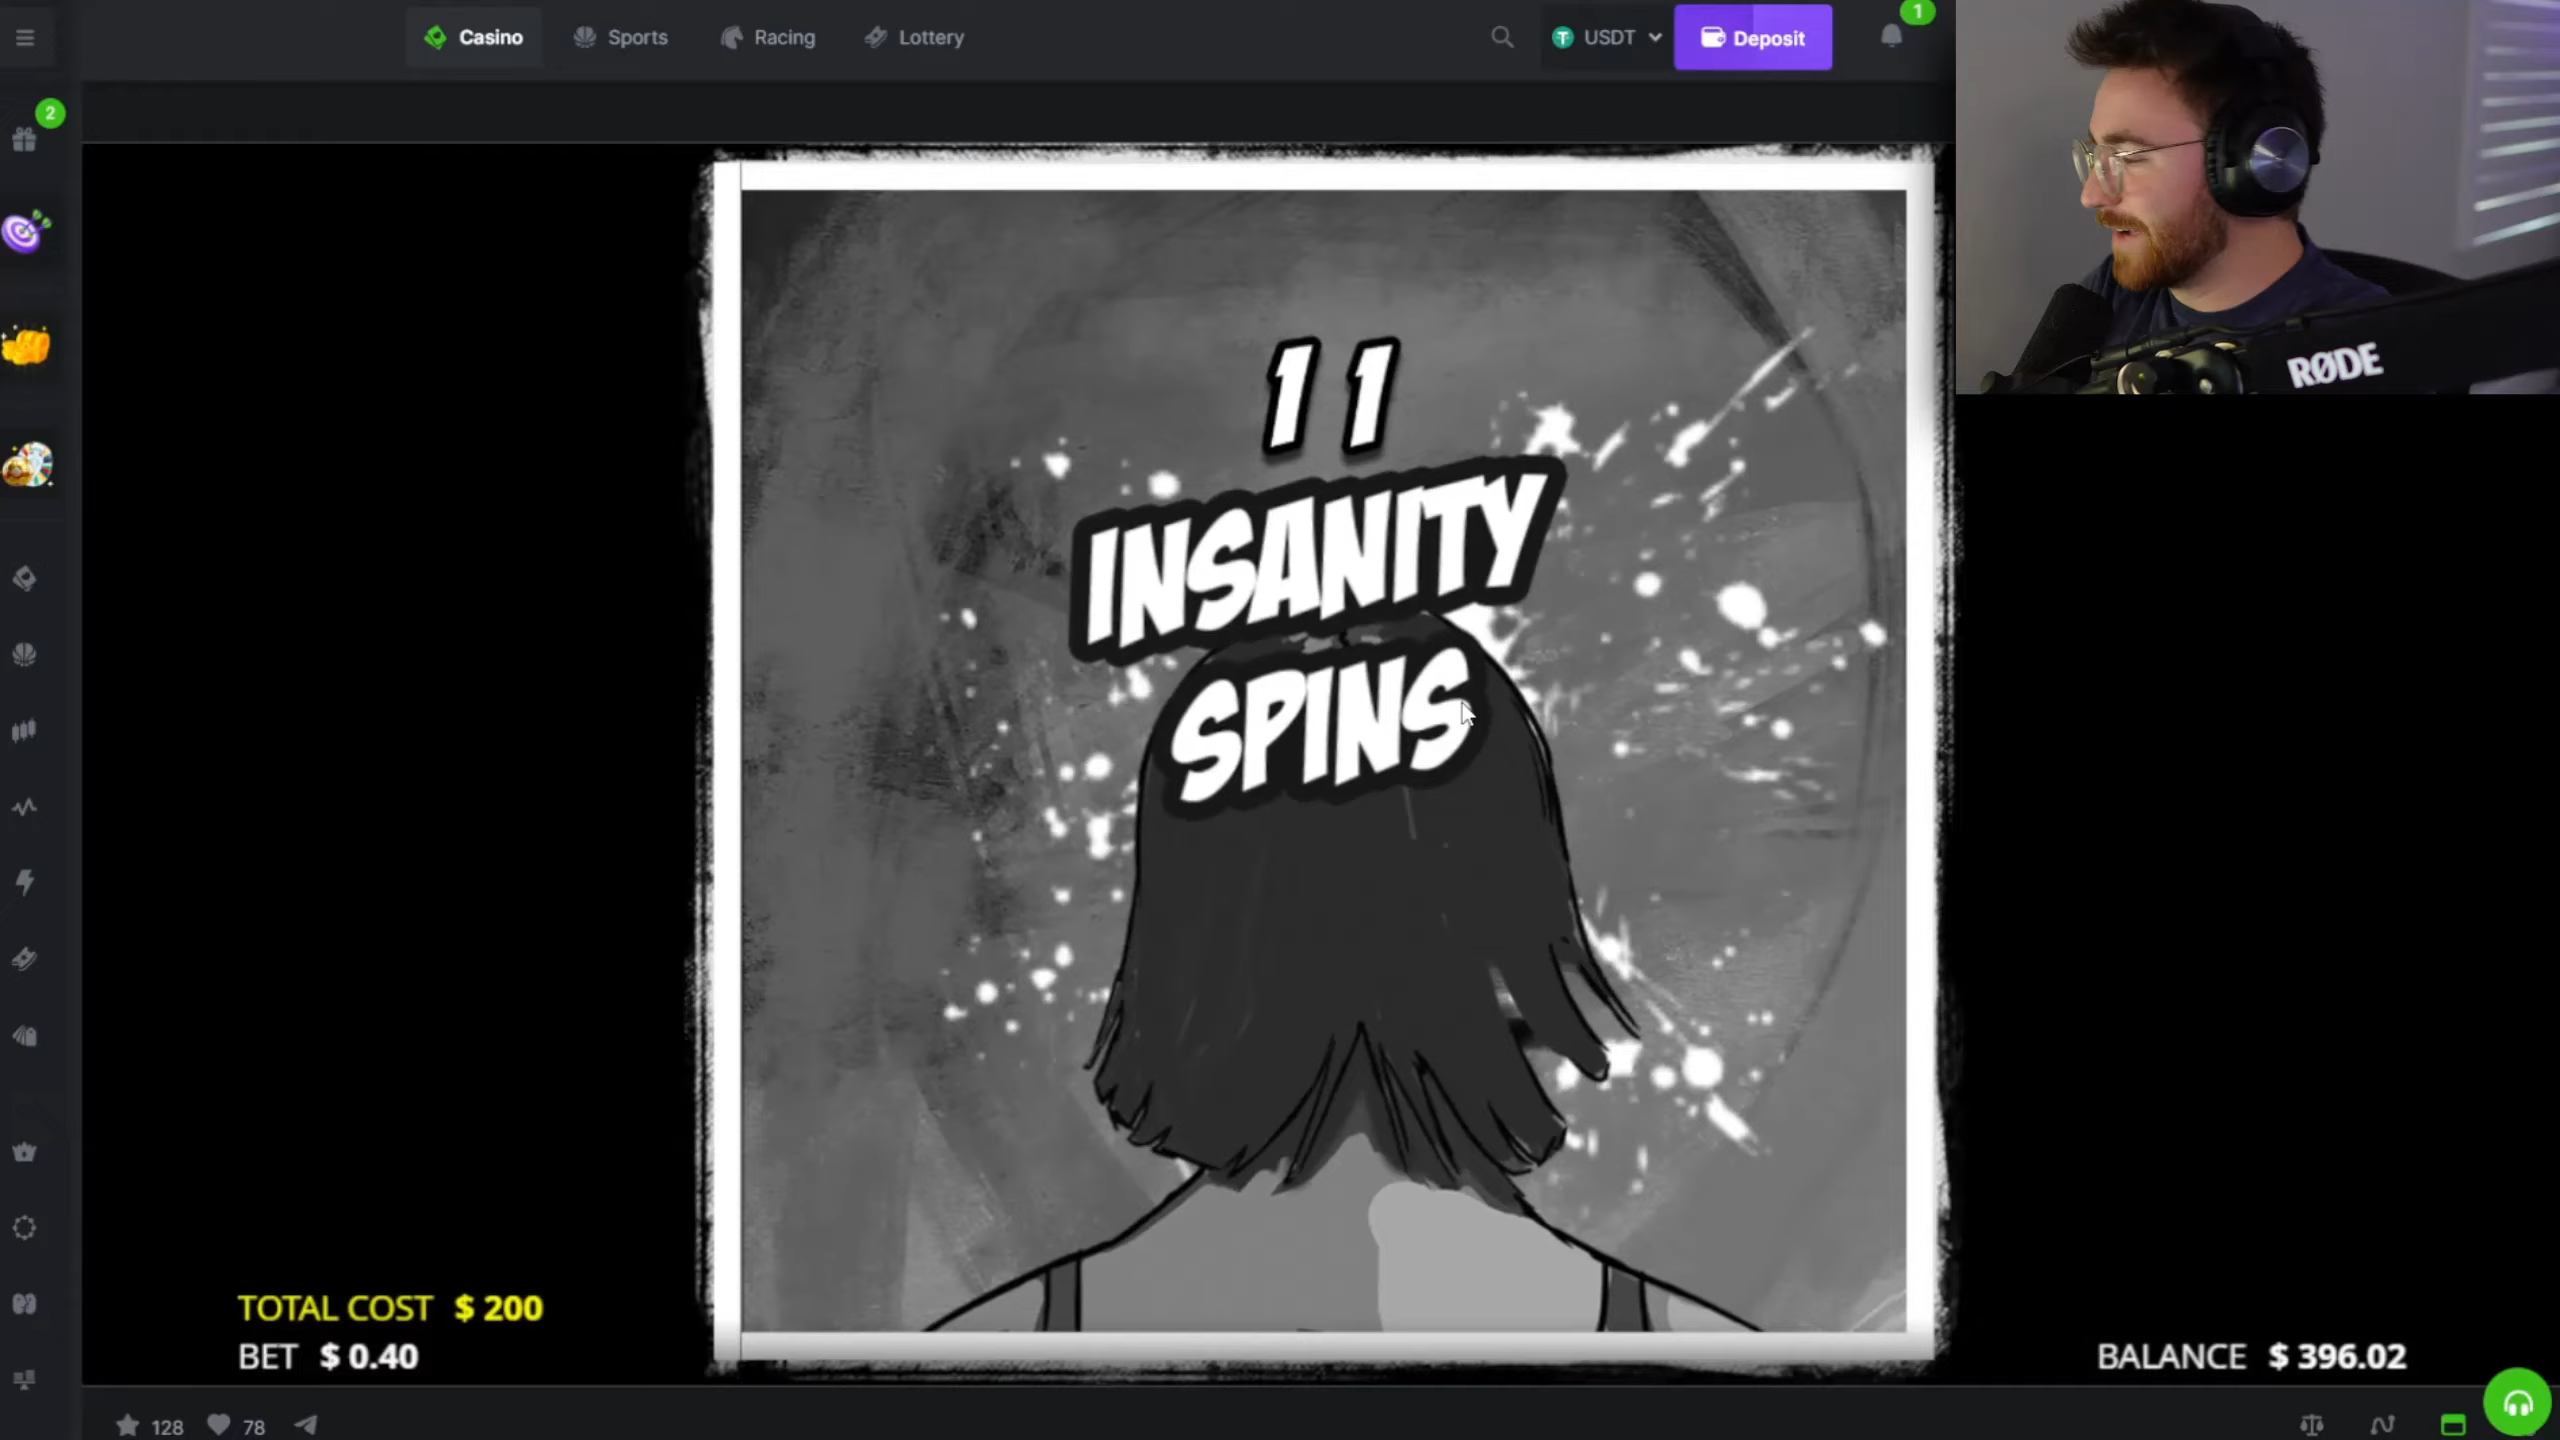 Casino
Sports
Racing
Lottery
USDT
Deposit
1
2
RØDE
11
INSANITY
SPINS
TOTAL COST $ 200
BET $ 0.40
BALANCE $ 396.02
128
78